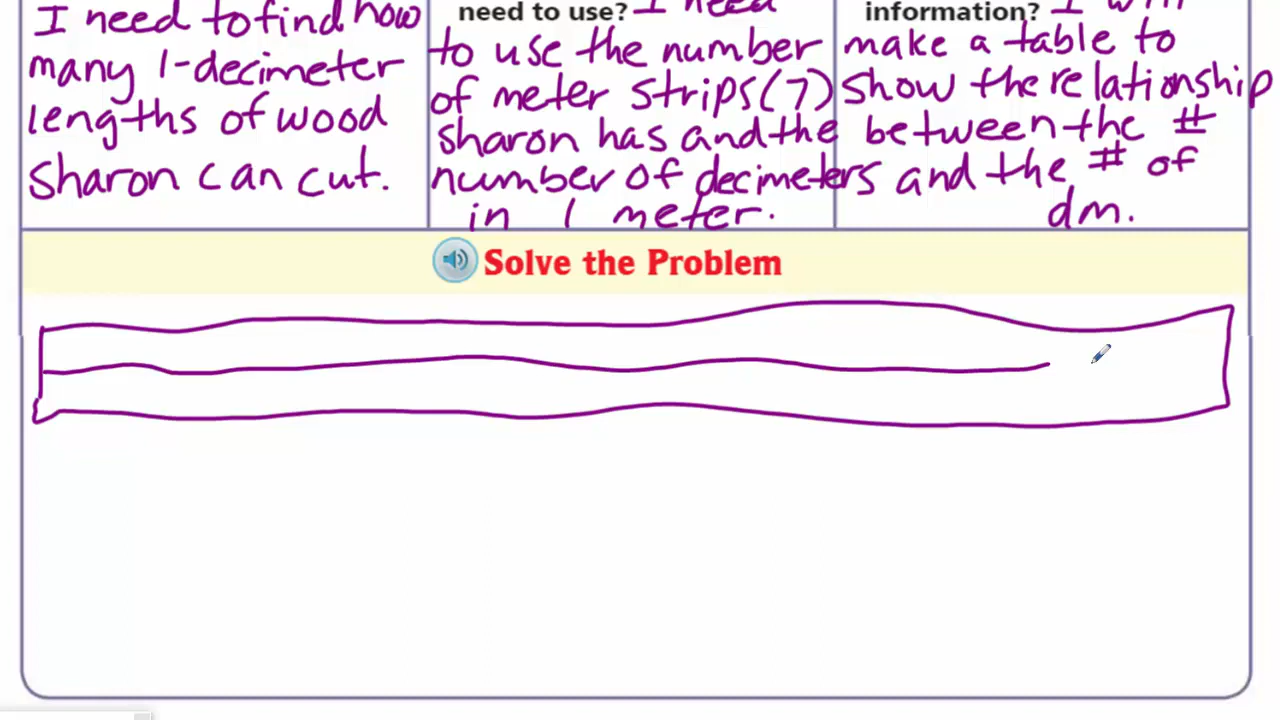 I need to find how
many 1-decimeter
lengths of wood
Sharon can cut.
need to use? I need
to use the number
of meter strips (7)
sharon has and the
number of decimeters
in 1 meter.
information? I will
make a table to
show the relationship
between the #
and the # of
dm.
Solve the Problem